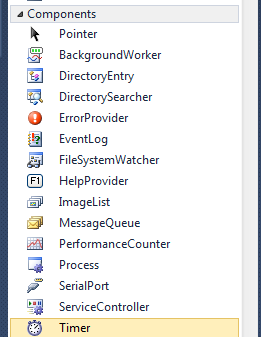 Components
Pointer
BackgroundWorker
DirectoryEntry
DirectorySearcher
ErrorProvider
EventLog
FileSystemWatcher
F1 HelpProvider
ImageList
MessageQueue
PerformanceCounter
Process
SerialPort
ServiceController
Timer